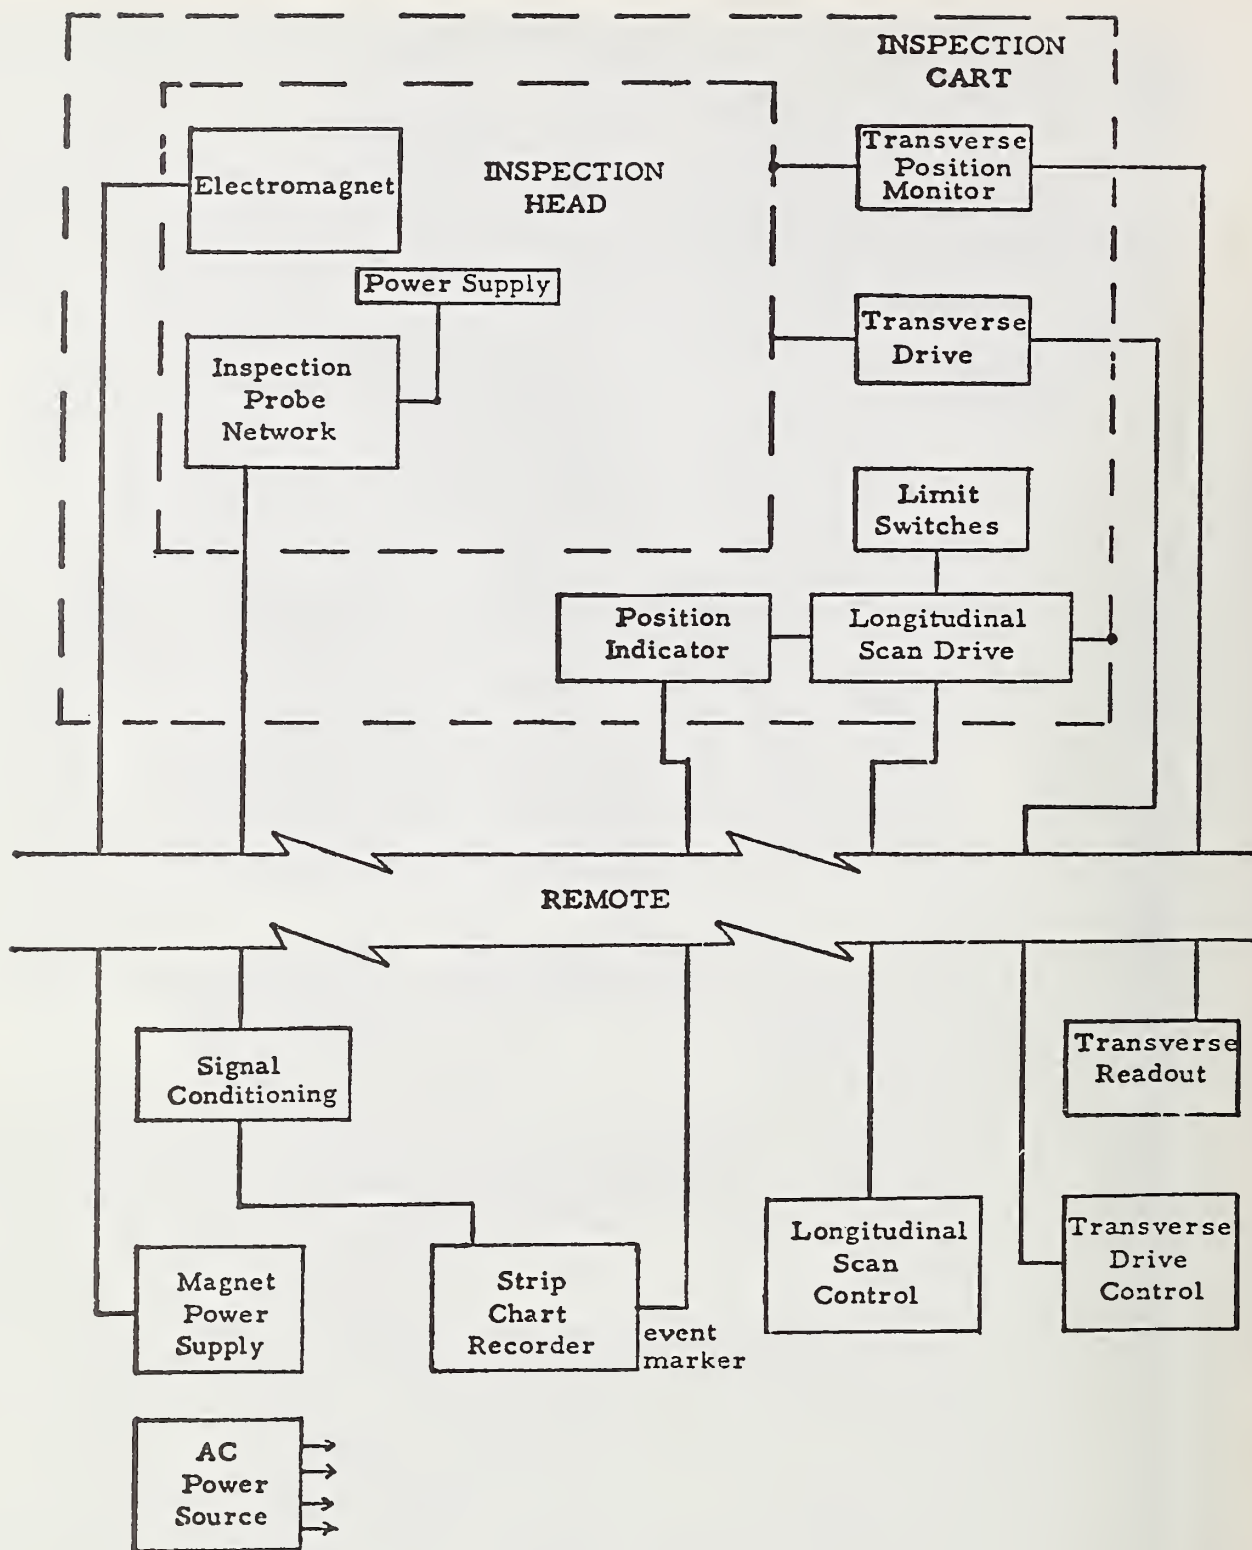 INSPECTION
CART
Electromagnet
INSPECTION
HEAD
Transverse
Position
Monitor
Power Supply
Transverse
Drive
Inspection
Probe
Network
Limit
Switches
Position
Indicator
Longitudinal
Scan Drive
REMOTE
Signal
Conditioning
Transverse
Readout
Magnet
Power
Supply
Strip
Chart
Recorder
event
marker
Longitudinal
Scan
Control
Transverse
Drive
Control
AC
Power
Source